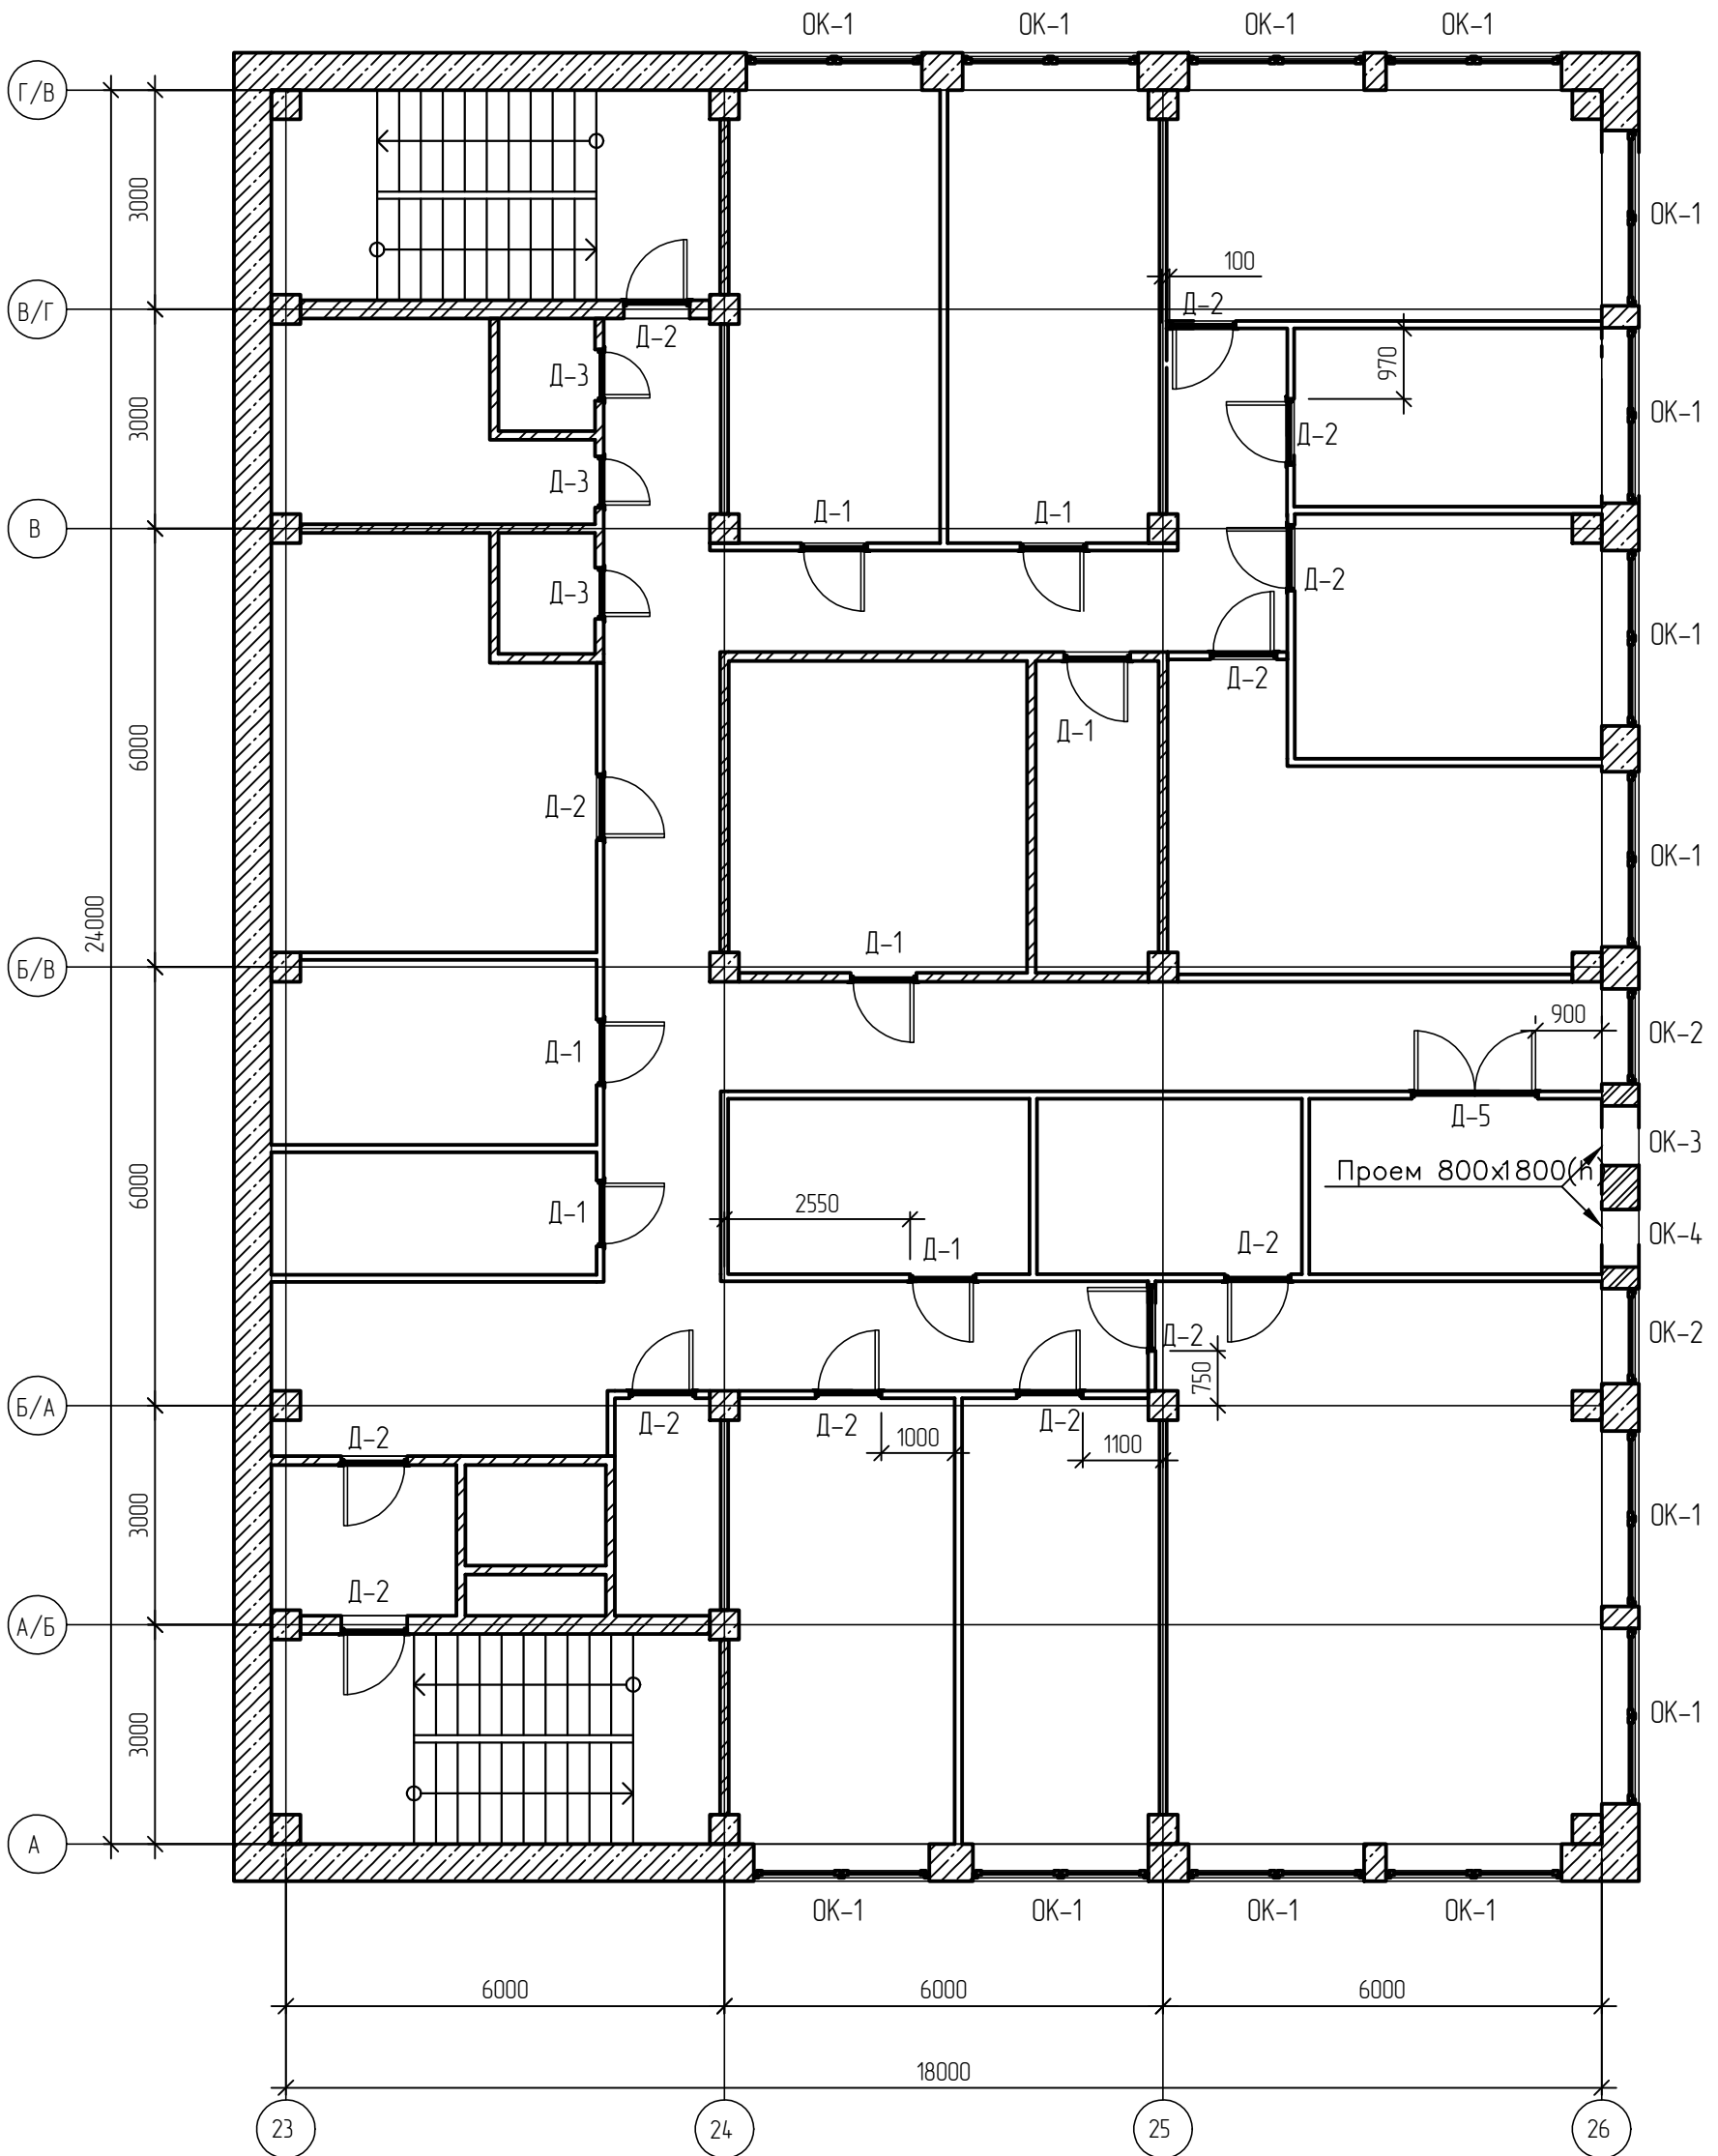 ОК-1 ОК-1 ОК-1 ОК-1
Г/В
3000
ОК-1
100
В/Г
Д-2
Д-2
970
Д-3
3000
ОК-1
Д-2
Д-3
Д-1 Д-1
В
Д-3
Д-2
ОК-1
Д-2
Д-1
6000
Д-2
ОК-1
24000
Д-1
Б/В
900
ОК-2
Д-1
Д-5
ОК-3
Проем 800х1800(h)
6000
2550
Д-1
Д-1
Д-2
ОК-4
Д-2
ОК-2
750
Б/А
Д-2
Д-2
Д-2
Д-2
1000
1100
3000
ОК-1
Д-2
А/Б
3000
ОК-1
А
ОК-1 ОК-1 ОК-1 ОК-1
6000 6000 6000
18000
23 24 25 26